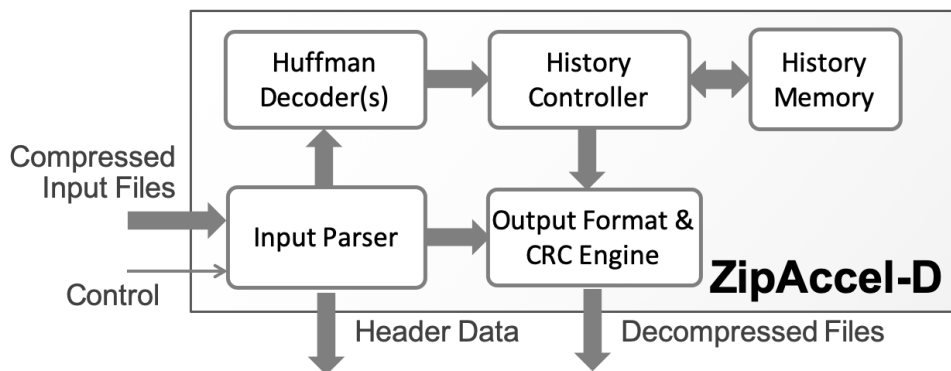 Huffman
Decoder(s)
History
Controller
History
Memory
Compressed
Input Files
Input Parser
Output Format &
CRC Engine
Control
ZipAccel-D
Header Data
Decompressed Files